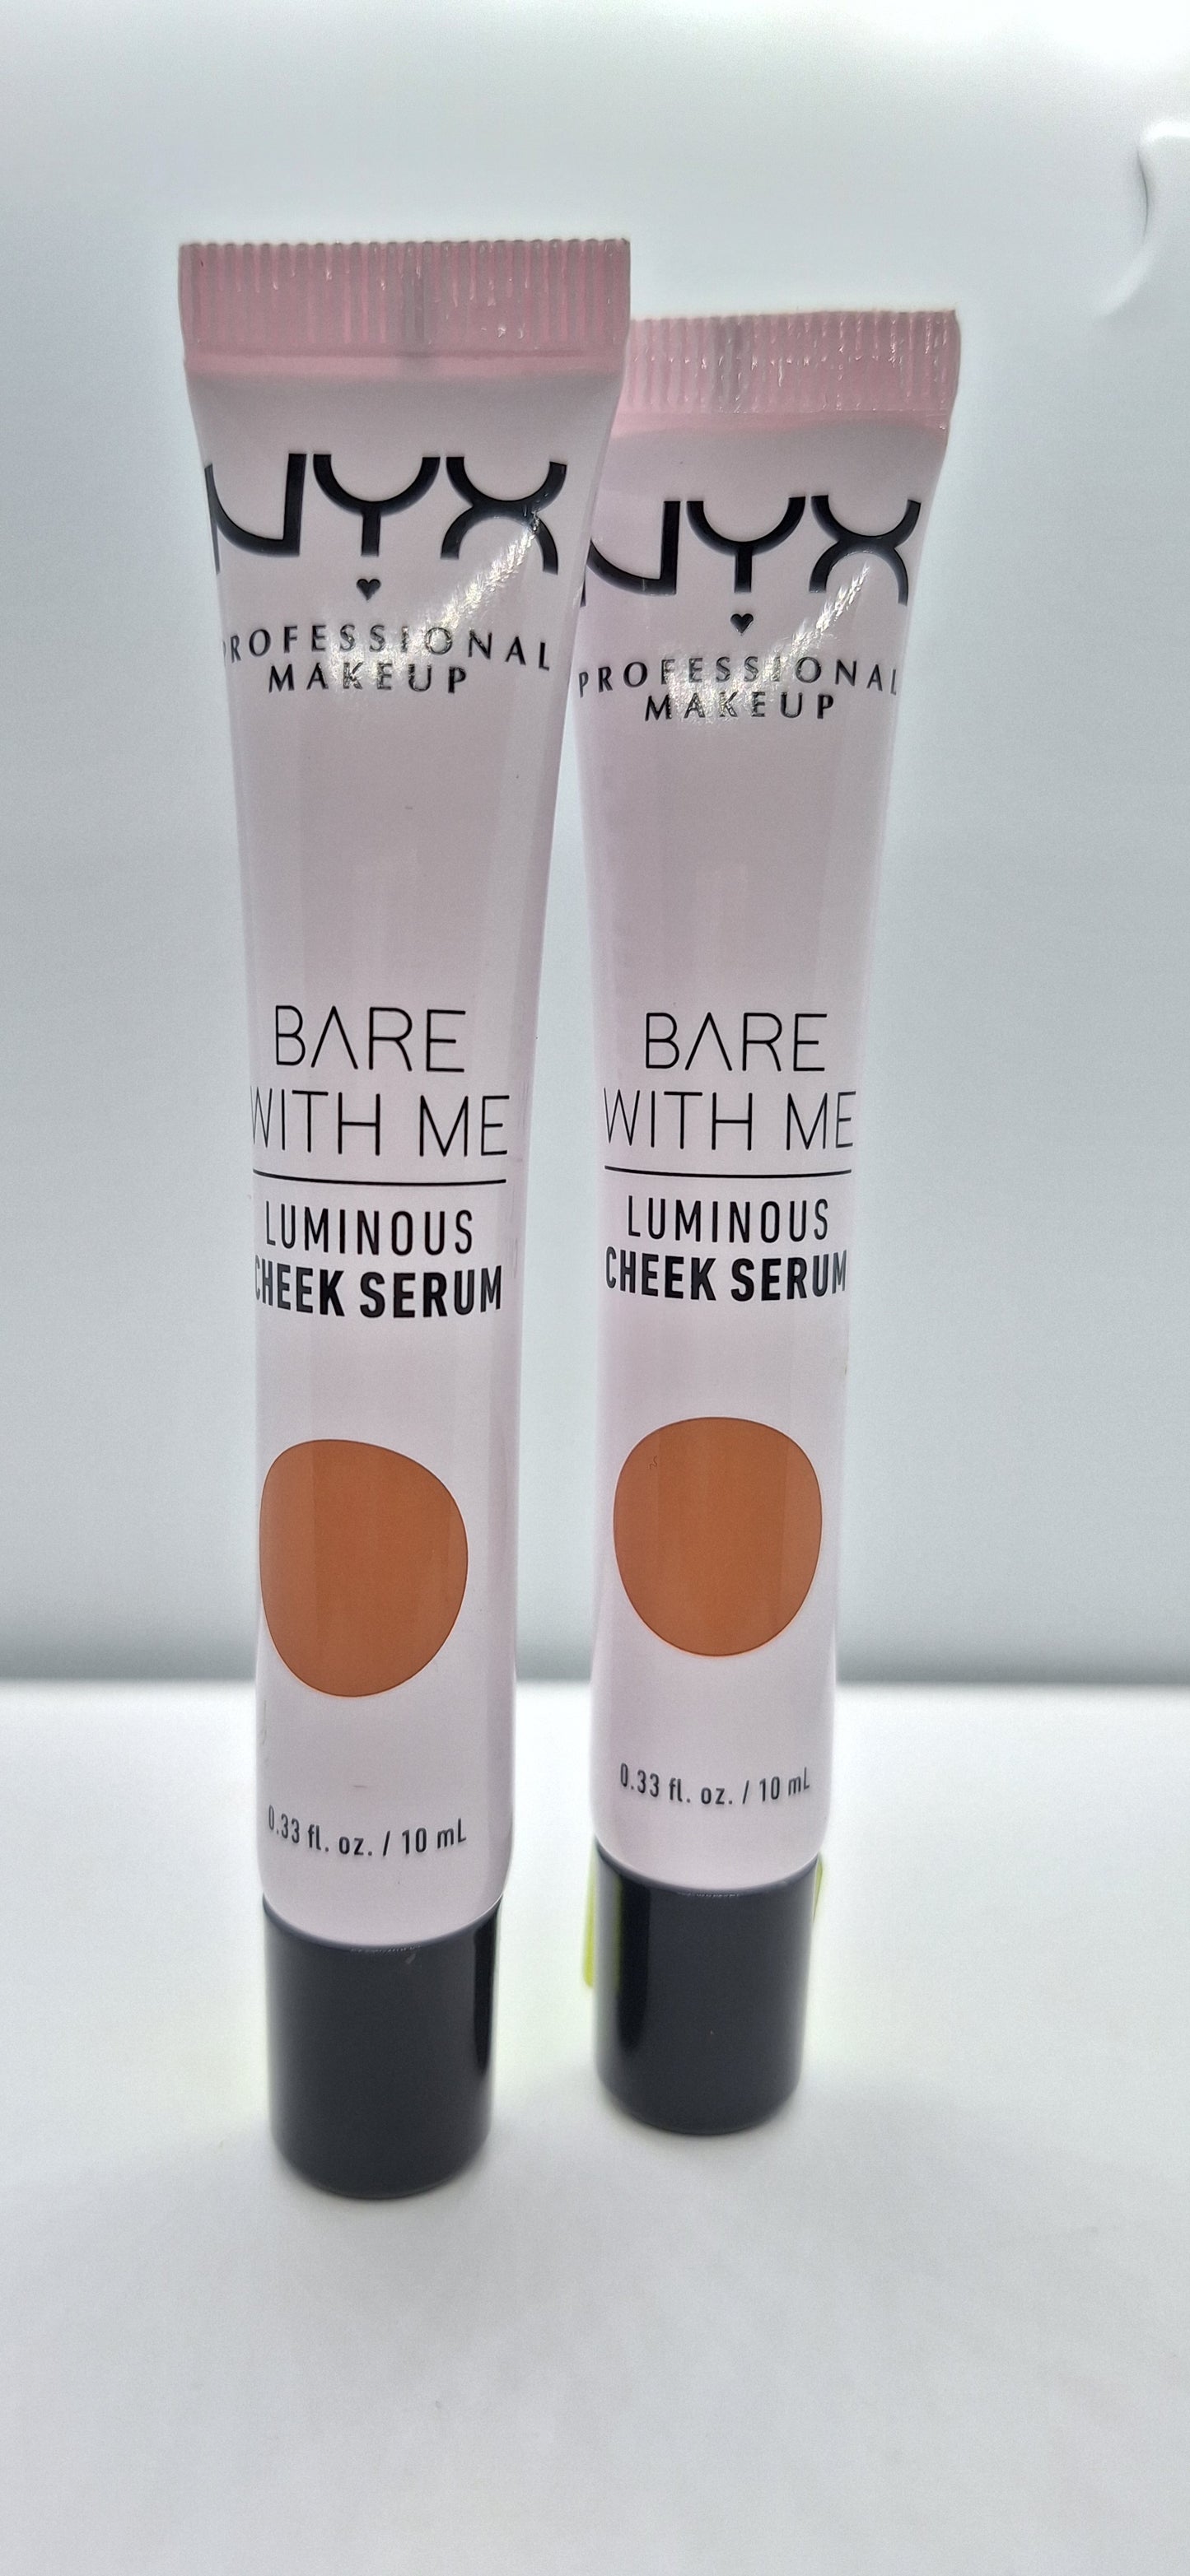 NYX
PROFESSIONAL
MAKEUP
BARE
WITH ME
LUMINOUS
CHEEK SERUM
0.33 fl. oz. / 10 mL
NYX
PROFESSIONAL
MAKEUP
BARE
WITH ME
LUMINOUS
CHEEK SERUM
0.33 fl. oz. / 10 mL